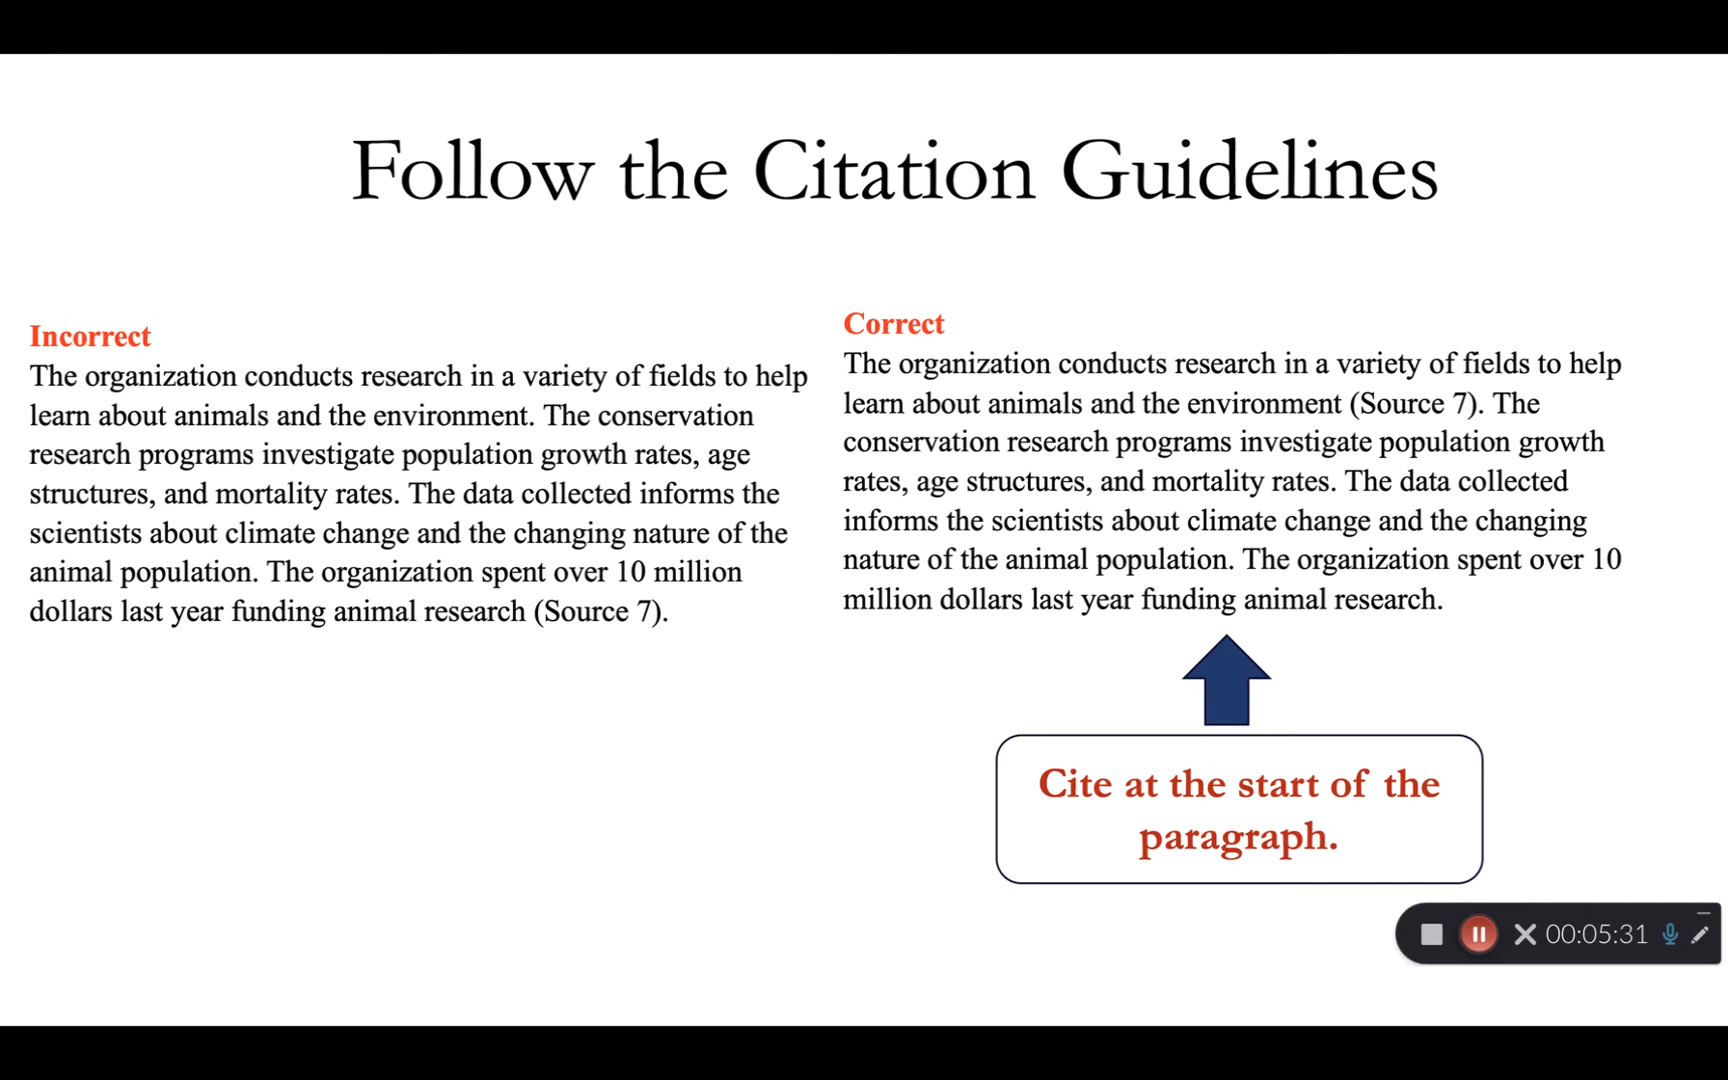 Follow the Citation Guidelines
Incorrect
The organization conducts research in a variety of fields to help
learn about animals and the environment. The conservation
research programs investigate population growth rates, age
structures, and mortality rates. The data collected informs the
scientists about climate change and the changing nature of the
animal population. The organization spent over 10 million
dollars last year funding animal research (Source 7).
Correct
The organization conducts research in a variety of fields to help
learn about animals and the environment (Source 7). The
conservation research programs investigate population growth
rates, age structures, and mortality rates. The data collected
informs the scientists about climate change and the changing
nature of the animal population. The organization spent over 10
million dollars last year funding animal research.
Cite at the start of the
paragraph.
00:05:31